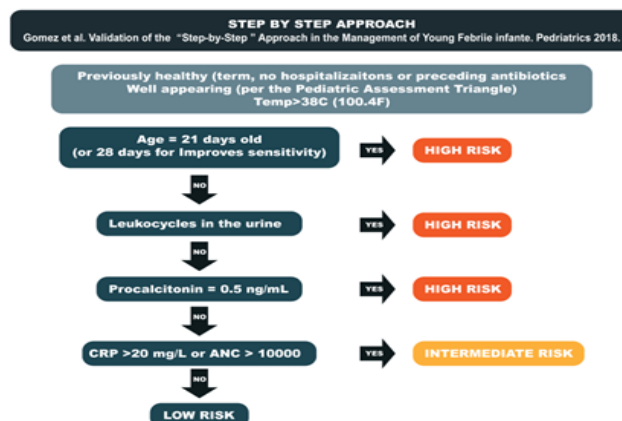 STEP BY STEP APPROACH
Gomez et al. Validation of the "Step-by-Step" Approach in the Management of Young Febriie infante. Pedriatrics 2018.
Previously healthy (term, no hospitalizaitons or preceding antibiotics
Well appearing (per the Pediatric Assessment Triangle)
Temp>38C (100.4F)
Age = 21 days old
(or 28 days for Improves sensitivity)
YES
HIGH RISK
NO
Leukocycles in the urine
YES
HIGH RISK
NO
Procalcitonin = 0.5 ng/mL
YES
HIGH RISK
NO
CRP >20 mg/L or ANC > 10000
YES
INTERMEDIATE RISK
NO
LOW RISK